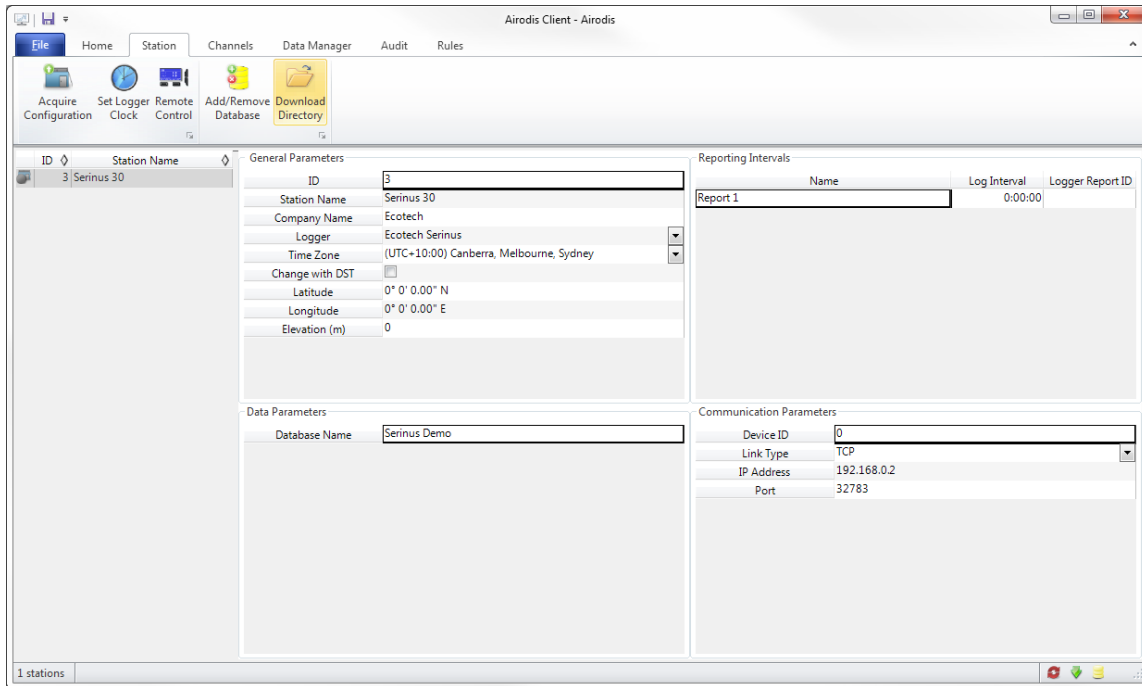 Airodis Client - Airodis
File Home Station Channels Data Manager Audit Rules
Acquire Configuration
Set Logger Clock
Remote Control
Add/Remove Database
Download Directory
ID Station Name
3 Serinus 30
General Parameters
ID 3
Station Name Serinus 30
Company Name Ecotech
Logger Ecotech Serinus
Time Zone (UTC+10:00) Canberra, Melbourne, Sydney
Change with DST
Latitude 0° 0' 0.00" N
Longitude 0° 0' 0.00" E
Elevation (m) 0
Reporting Intervals
Name Log Interval Logger Report ID
Report 1 0:00:00
Data Parameters
Database Name Serinus Demo
Communication Parameters
Device ID 0
Link Type TCP
IP Address 192.168.0.2
Port 32783
1 stations